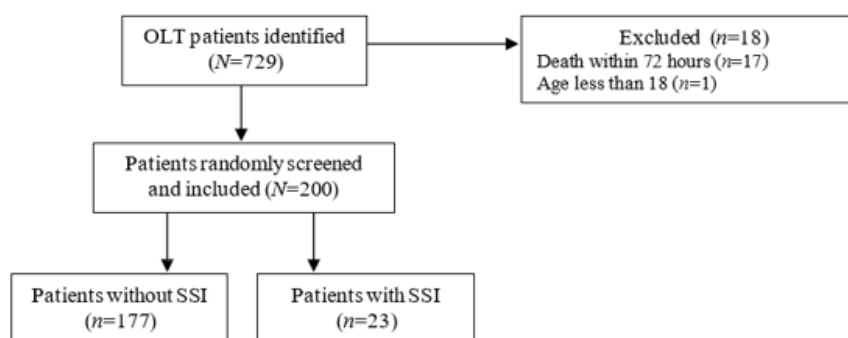 OLT patients identified
(N=729)
Excluded (n=18)
Death within 72 hours (n=17)
Age less than 18 (n=1)
Patients randomly screened
and included (N=200)
Patients without SSI
(n=177)
Patients with SSI
(n=23)